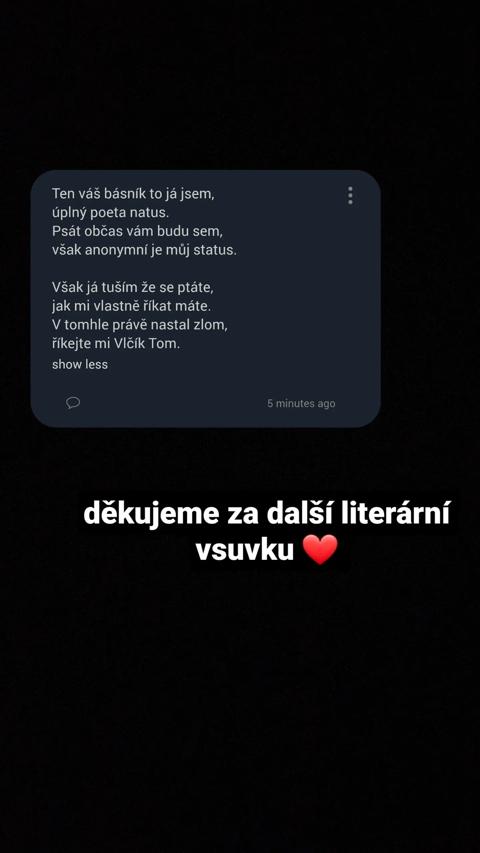 Ten váš básník to já jsem,
úplný poeta natus.
Psát občas vám budu sem,
však anonymní je můj status.

Však já tuším že se ptáte,
jak mi vlastně říkat máte.
V tomhle právě nastal zlom,
říkejte mi Vlčík Tom.
show less
5 minutes ago
děkujeme za další literární
vsuvku ❤️